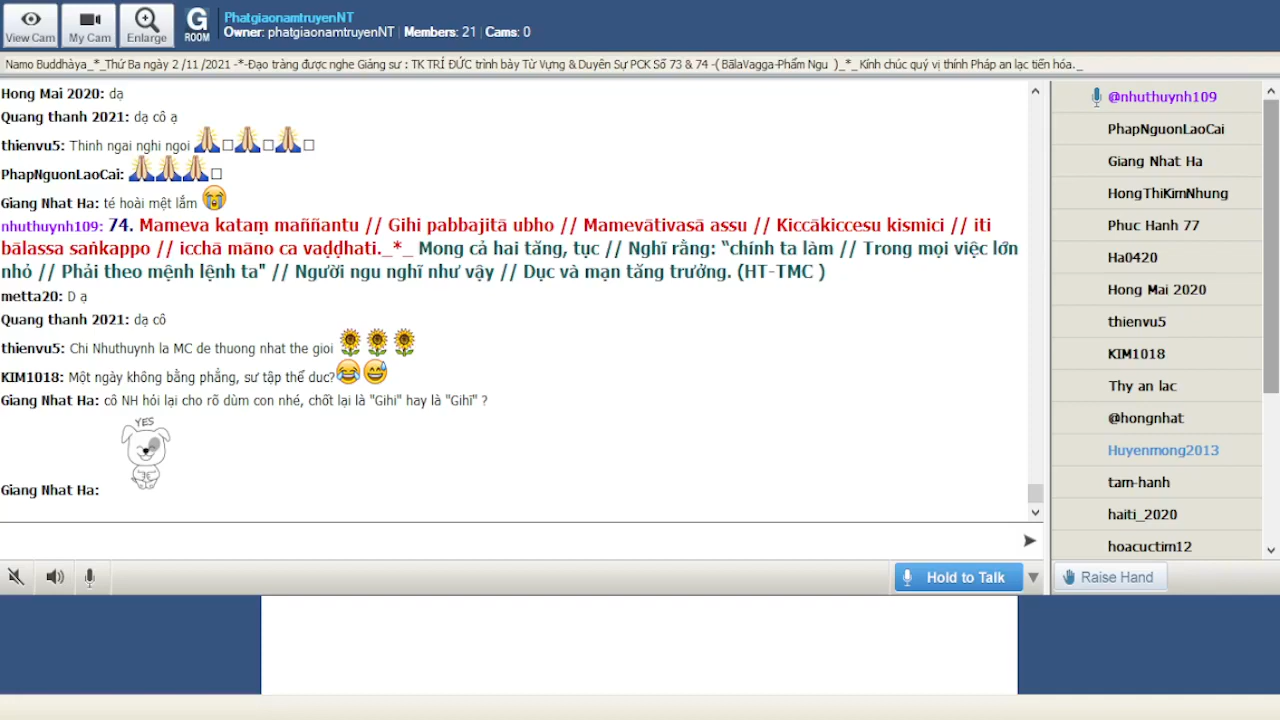 View Cam
My Cam
Enlarge
G
ROOM
PhatgiaonamtruyenNT
Owner: phatgiaonamtruyenNT | Members: 21 | Cams: 0
Namo Buddhàya_*_Thứ Ba ngày 2 /11 /2021 -*-Đạo tràng được nghe Giảng sư : TK TRÍ ĐỨC trình bày Từ Vựng & Duyên Sự PCK Số 73 & 74 -( BãlaVagga-Phẩm Ngu )_*_ Kính chúc quý vị thính Pháp an lạc tiến hóa._
Hong Mai 2020: dạ
Quang thanh 2021: dạ cô ạ
thienvu5: Thinh ngai nghi ngoi
PhapNguonLaoCai:
Giang Nhat Ha: té hoài mệt lắm
nhuthuynh109: 74. Mameva kataṃ maññantu // Gihi pabbajitā ubho // Mamevātivasā assu // Kiccākiccesu kismici // iti
bālassa saṅkappo // icchā māno ca vaḍḍhati._*_ Mong cả hai tăng, tục // Nghĩ rằng: “chính ta làm // Trong mọi việc lớn
nhỏ // Phải theo mệnh lệnh ta" // Người ngu nghĩ như vậy // Dục và mạn tăng trưởng. (HT-TMC )
metta20: D ạ
Quang thanh 2021: dạ cô
thienvu5: Chi Nhuthuynh la MC de thuong nhat the gioi
KIM1018: Một ngày không bằng phẳng, sư tập thể dục?
Giang Nhat Ha: cô NH hỏi lại cho rõ dùm con nhé, chốt lại là "Gihi" hay là "Gihī" ?
YES
Giang Nhat Ha:
Hold to Talk
@nhuthuynh109
PhapNguonLaoCai
Giang Nhat Ha
HongThiKimNhung
Phuc Hanh 77
Ha0420
Hong Mai 2020
thienvu5
KIM1018
Thy an lac
@hongnhat
Huyenmong2013
tam-hanh
haiti_2020
hoacuctim12
Raise Hand